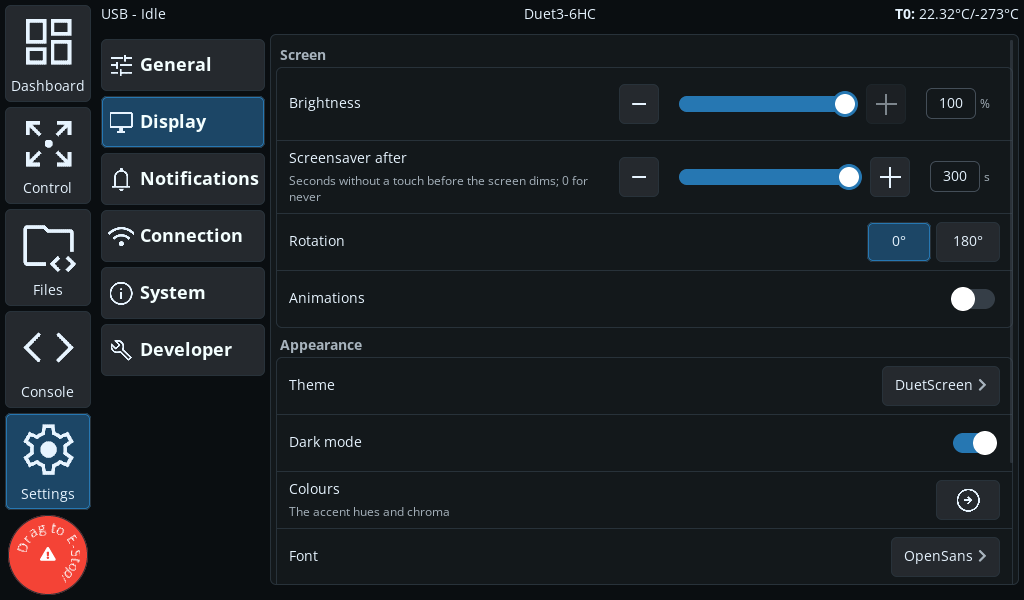 USB - Idle
Duet3-6HC
T0: 22.32°C/-273°C
Dashboard
Control
Files
Console
Settings
Drag to E-Stop!
General
Display
Notifications
Connection
System
Developer
Screen
Brightness
100 %
Screensaver after
Seconds without a touch before the screen dims; 0 for
never
300 s
Rotation
0°
180°
Animations
Appearance
Theme
DuetScreen
Dark mode
Colours
The accent hues and chroma
Font
OpenSans